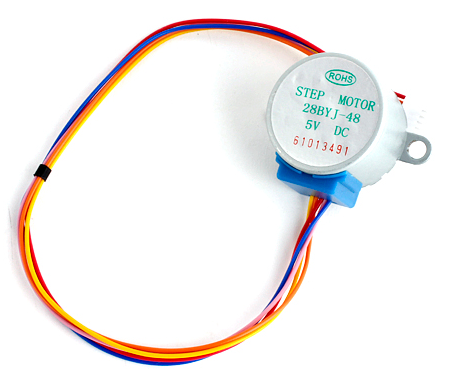 ROHS
STEP MOTOR
28BYJ-48
5V DC
61013491